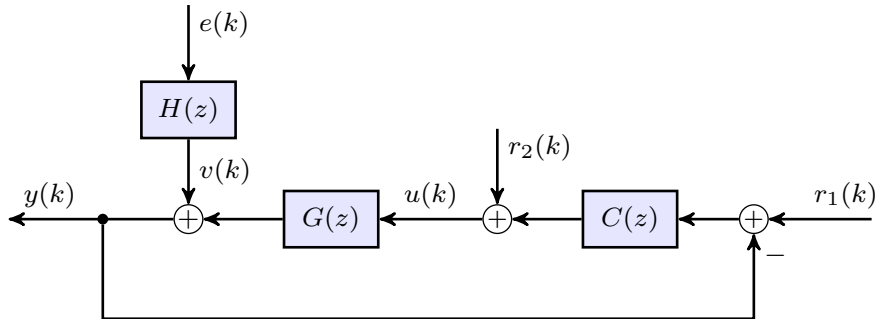 e(k)
H(z)
v(k)
r₂(k)
y(k)
G(z)
u(k)
C(z)
r₁(k)
+
+
+
−